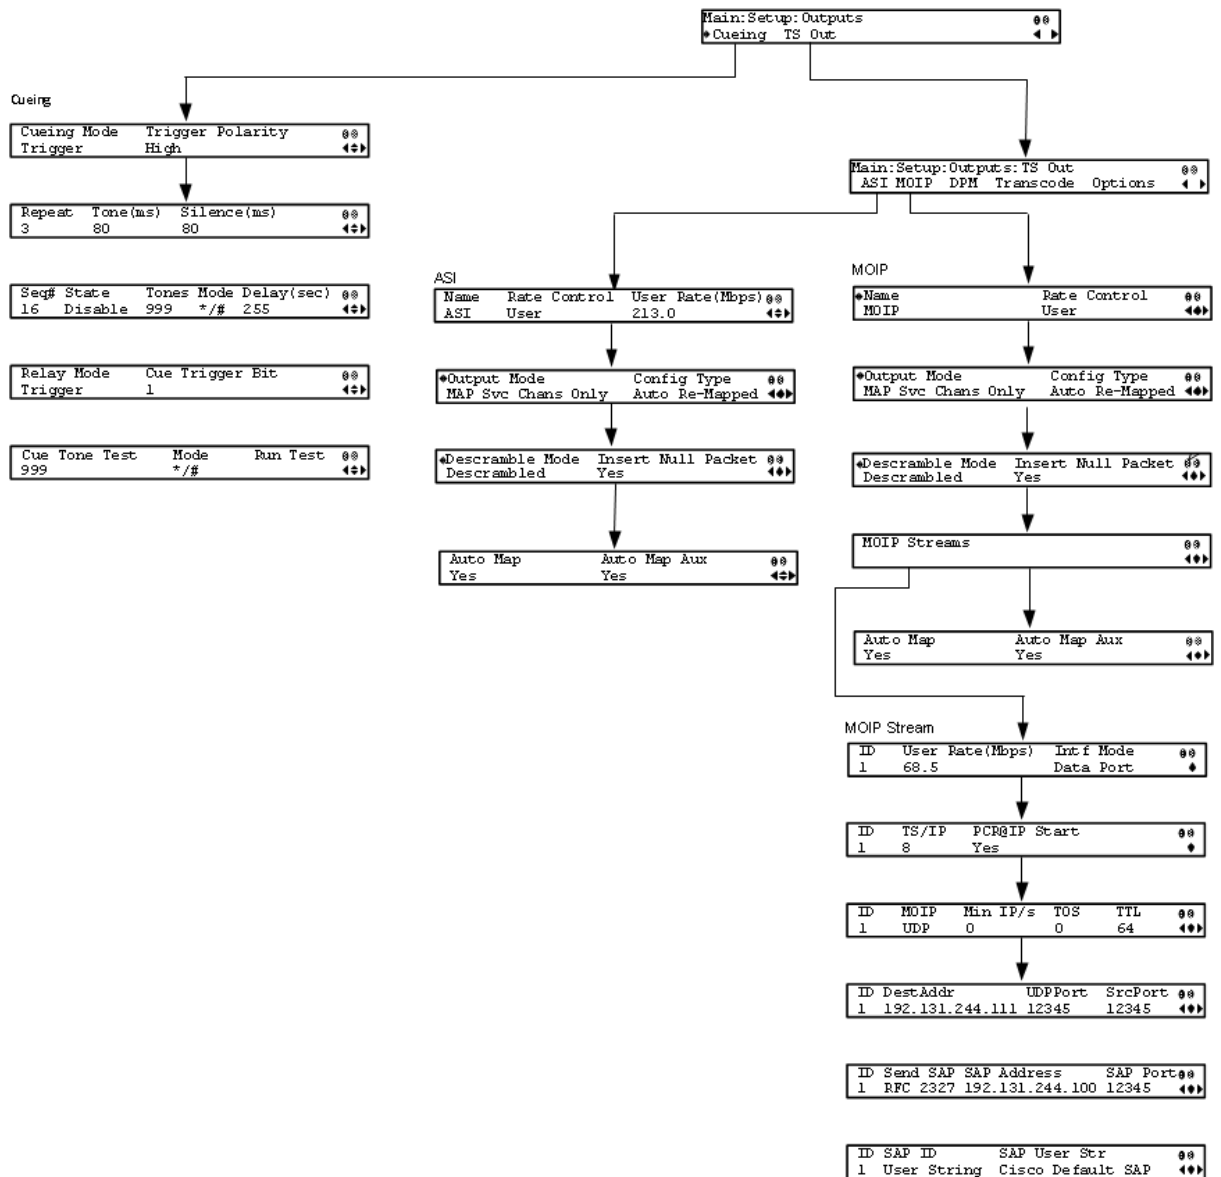 Main:Setup:Outputs
Cueing TS Out
Cueing
Cueing Mode Trigger Polarity
Trigger High
Repeat Tone(ms) Silence(ms)
3 80 80
Seq# State Tones Mode Delay(sec)
16 Disable 999 */# 255
Relay Mode Cue Trigger Bit
Trigger 1
Cue Tone Test Mode Run Test
999 */#
Main:Setup:Outputs:TS Out
ASI MOIP DPM Transcode Options
ASI
Name Rate Control User Rate(Mbps)
ASI User 213.0
Output Mode Config Type
MAP Svc Chans Only Auto Re-Mapped
Descramble Mode Insert Null Packet
Descrambled Yes
Auto Map Auto Map Aux
Yes Yes
MOIP
Name Rate Control
MOIP User
Output Mode Config Type
MAP Svc Chans Only Auto Re-Mapped
Descramble Mode Insert Null Packet
Descrambled Yes
MOIP Streams
Auto Map Auto Map Aux
Yes Yes
MOIP Stream
ID User Rate(Mbps) Intf Mode
1 68.5 Data Port
ID TS/IP PCR@IP Start
1 8 Yes
ID MOIP Min IP/s TOS TTL
1 UDP 0 0 64
ID DestAddr UDPPort SrcPort
1 192.131.244.111 12345 12345
ID Send SAP SAP Address SAP Port
1 RFC 2327 192.131.244.100 12345
ID SAP ID SAP User Str
1 User String Cisco Default SAP